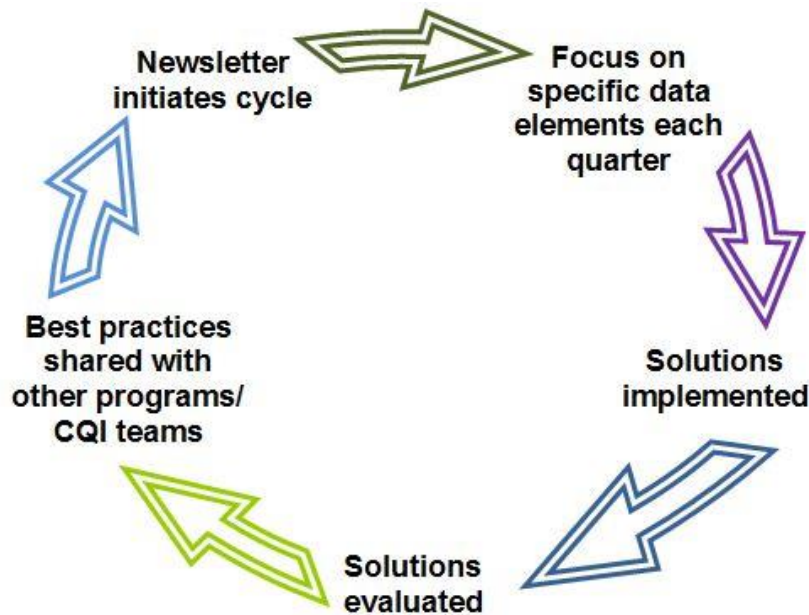 Newsletter
initiates cycle
Focus on
specific data
elements each
quarter
Solutions
implemented
Solutions
evaluated
Best practices
shared with
other programs/
CQI teams